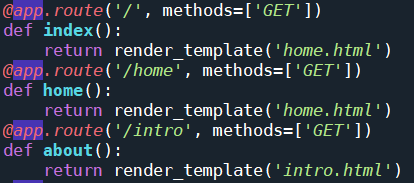 @app.route('/', methods=['GET'])
def index():
    return render_template('home.html')
@app.route('/home', methods=['GET'])
def home():
    return render_template('home.html')
@app.route('/intro', methods=['GET'])
def about():
    return render_template('intro.html')